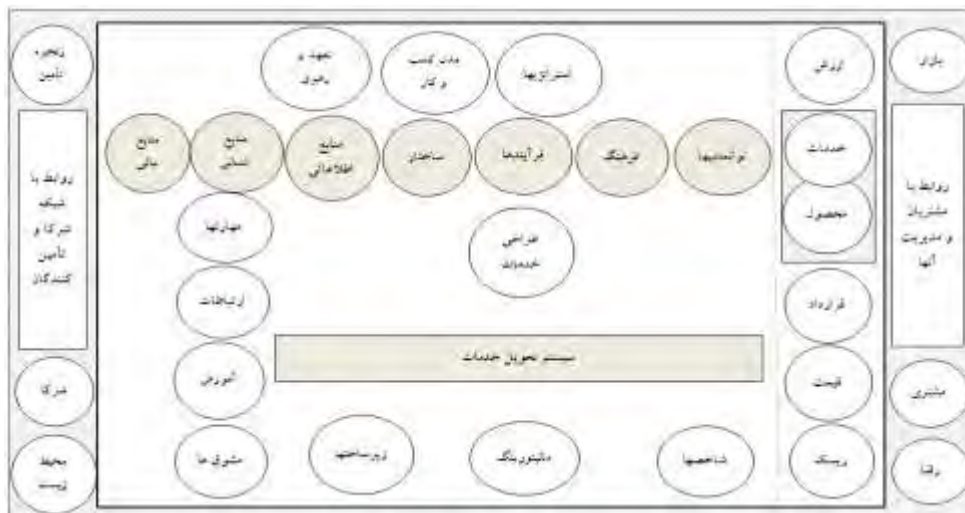 بازار
روابط با
مشتریان
و مدیریت
آنها
مشتری
رقبا
ارزش
خدمات
محصول
قرارداد
قیمت
ریسک
استراتژیها
مدل کسب
و کار
تعهد و
رهبری
توانمندیها
فرهنگ
فرآیندها
ساختار
منابع
اطلاعاتی
منابع
انسانی
منابع
مالی
طراحی
خدمات
مهارتها
ارتباطات
آموزش
مشوق ها
سیستم تحویل خدمات
شاخصها
مانیتورینگ
زیرساختها
زنجیره
تأمین
روابط با
شبکه
شرکا و
تأمین
کنندگان
شرکا
محیط
زیست